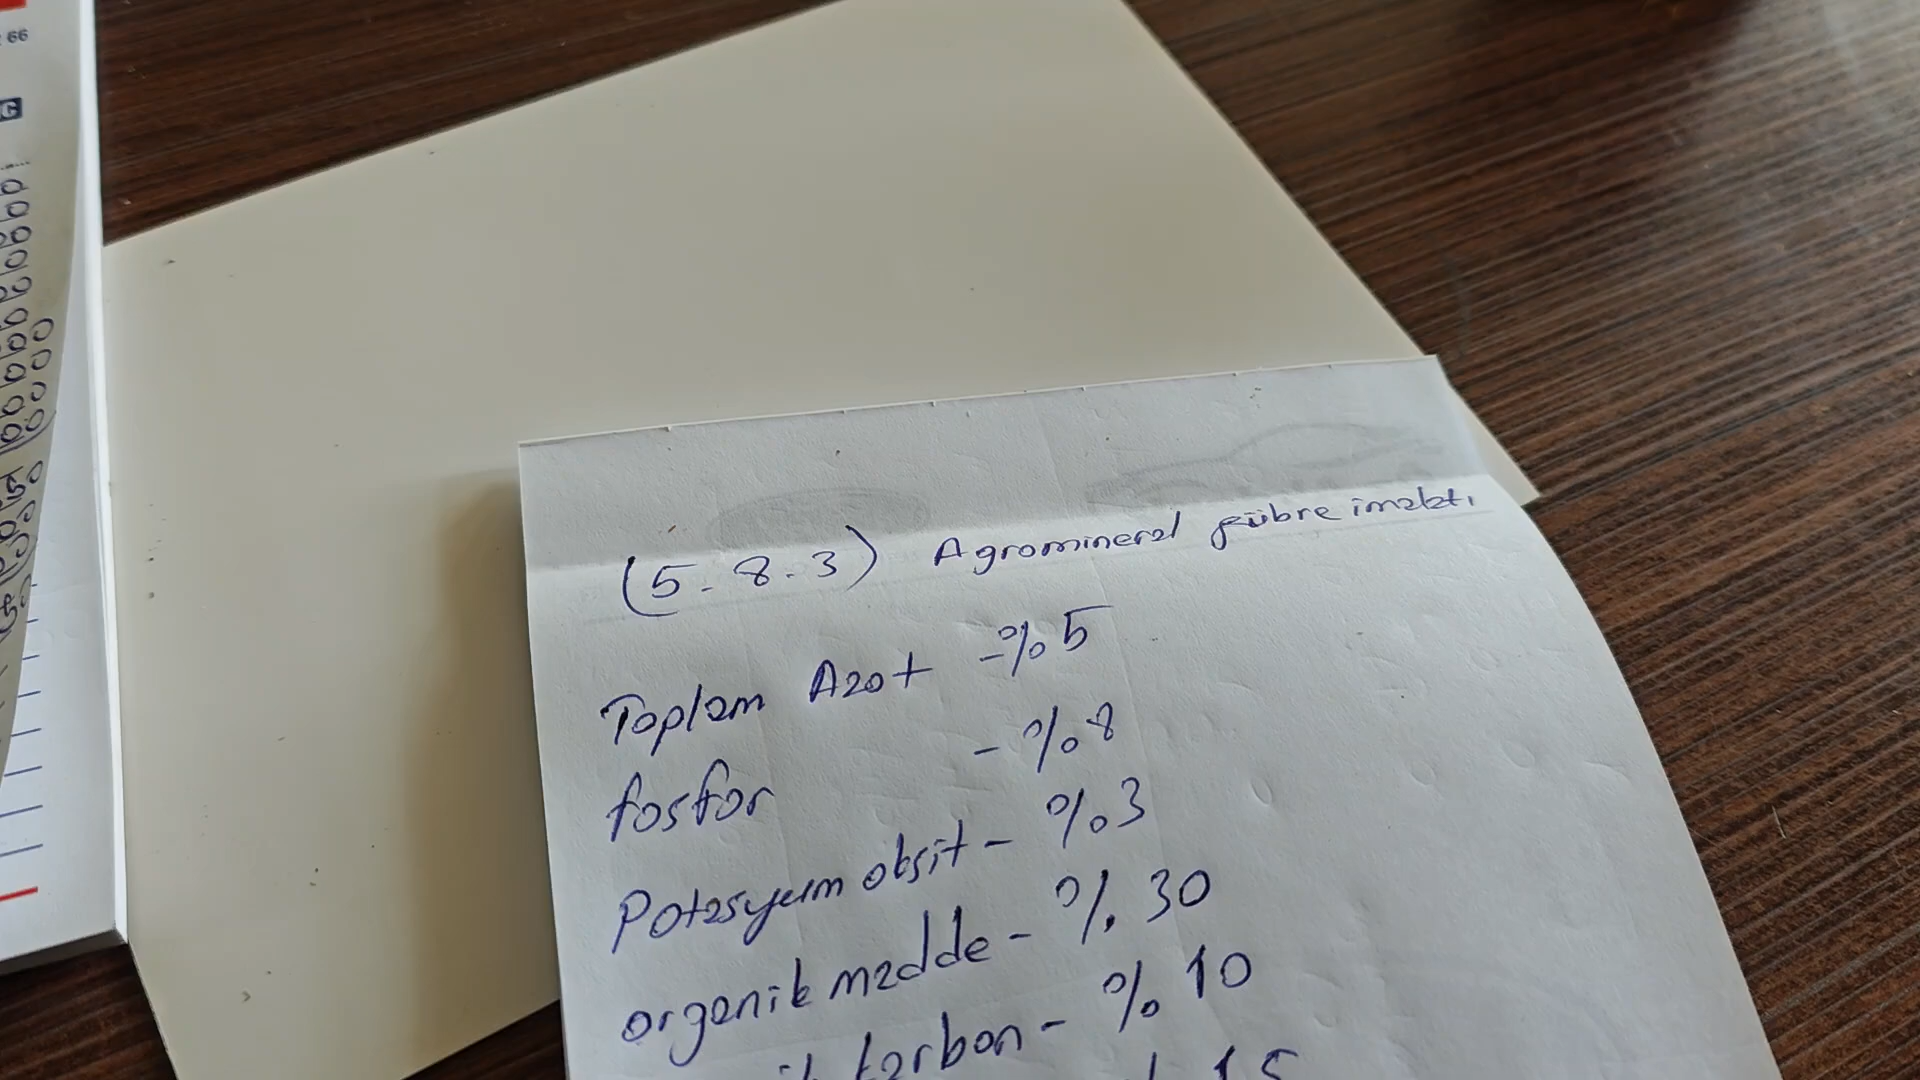 66
C
(5-8-3) Agromineral gübre imalatı
Toplam Azot -%5
fosfor -%8
Potasyum oksit - %3
organik madde - %30
karbon - %10